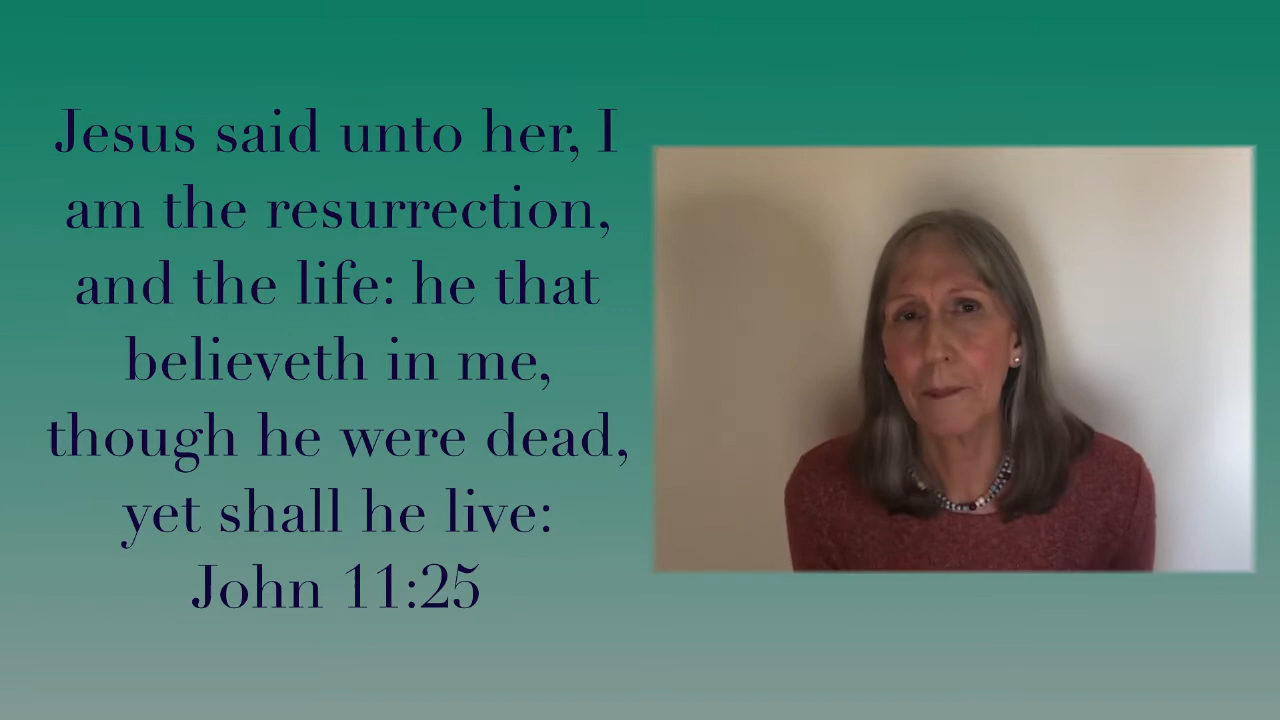 Jesus said unto her, I
am the resurrection,
and the life: he that
believeth in me,
though he were dead,
yet shall he live:
John 11:25